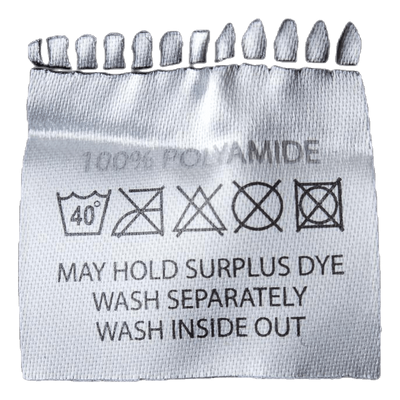 100% POLYAMIDE
40°
MAY HOLD SURPLUS DYE
WASH SEPARATELY
WASH INSIDE OUT